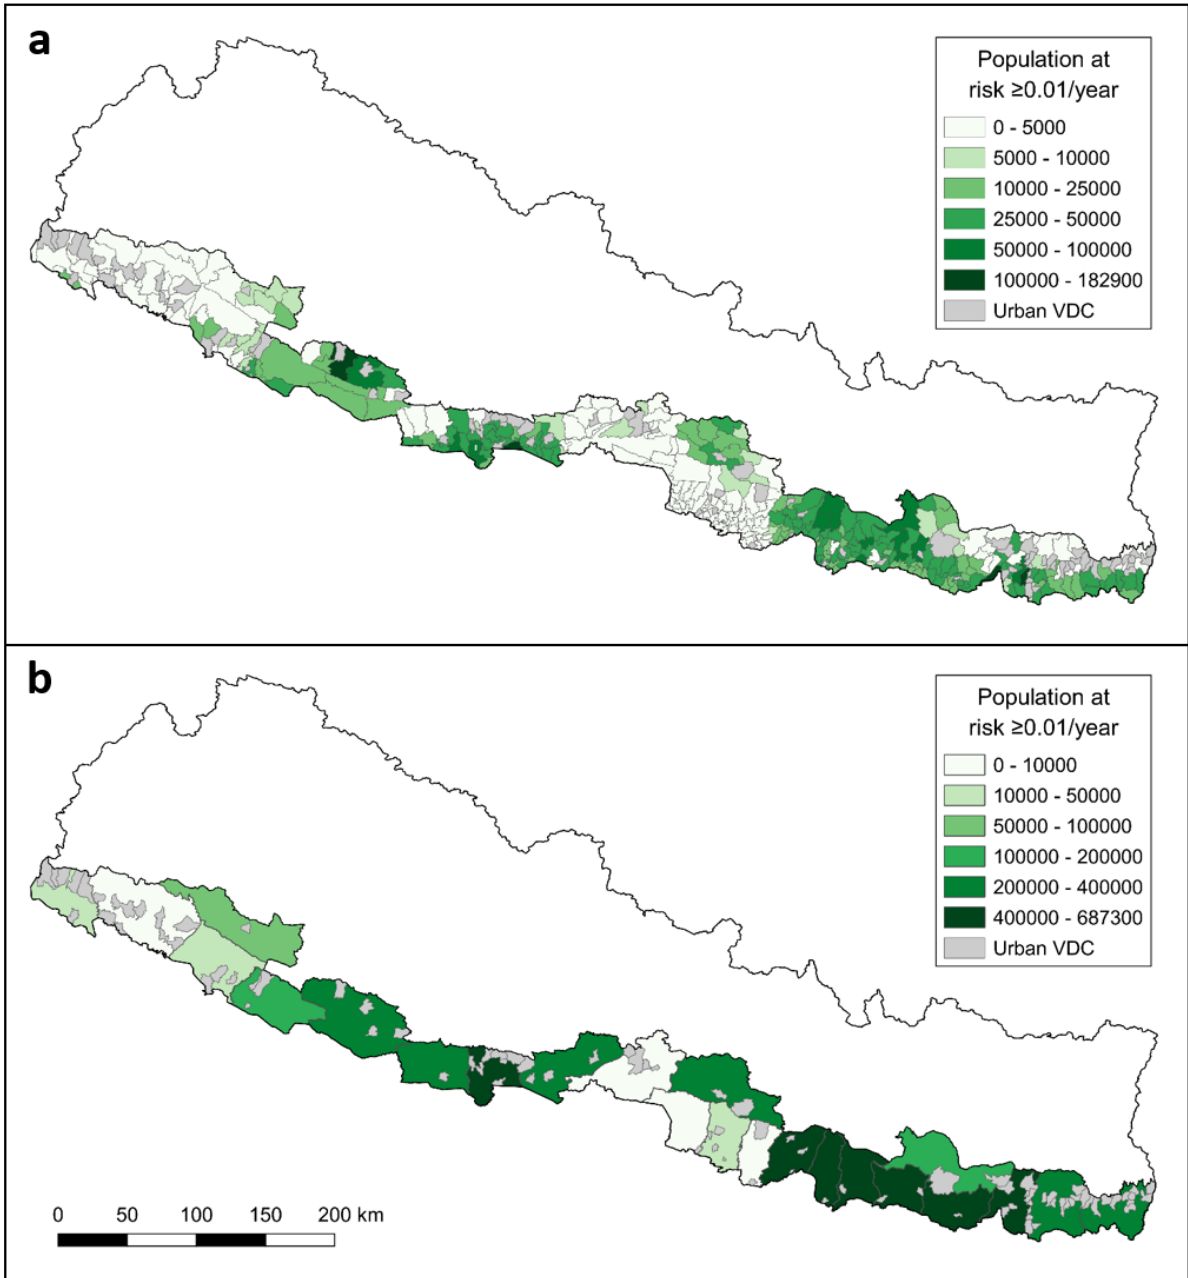 a
Population at
risk ≥0.01/year
0 - 5000
5000 - 10000
10000 - 25000
25000 - 50000
50000 - 100000
100000 - 182900
Urban VDC
b
Population at
risk ≥0.01/year
0 - 10000
10000 - 50000
50000 - 100000
100000 - 200000
200000 - 400000
400000 - 687300
Urban VDC
0 50 100 150 200 km